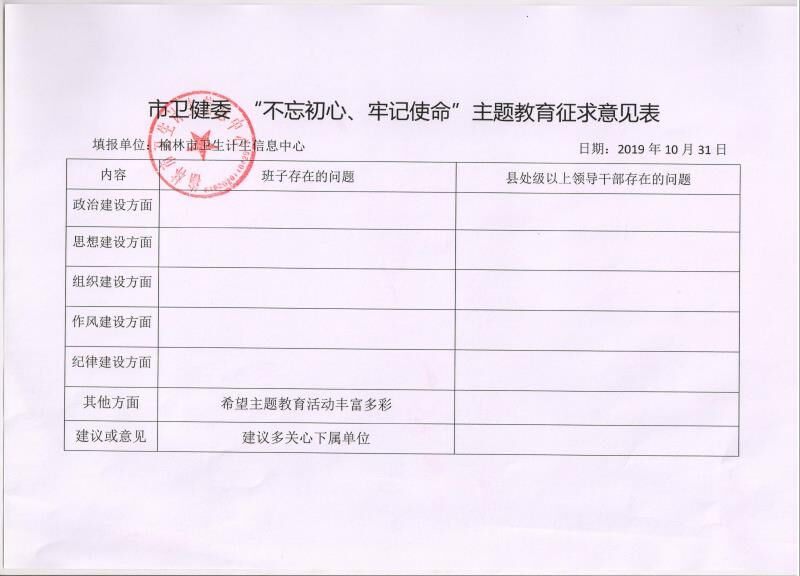 市卫健委 “不忘初心、牢记使命”主题教育征求意见表
填报单位：榆林市卫生计生信息中心 日期：2019 年 10 月 31 日
内容 班子存在的问题 县处级以上领导干部存在的问题
政治建设方面
思想建设方面
组织建设方面
作风建设方面
纪律建设方面
其他方面 希望主题教育活动丰富多彩
建议或意见 建议多关心下属单位